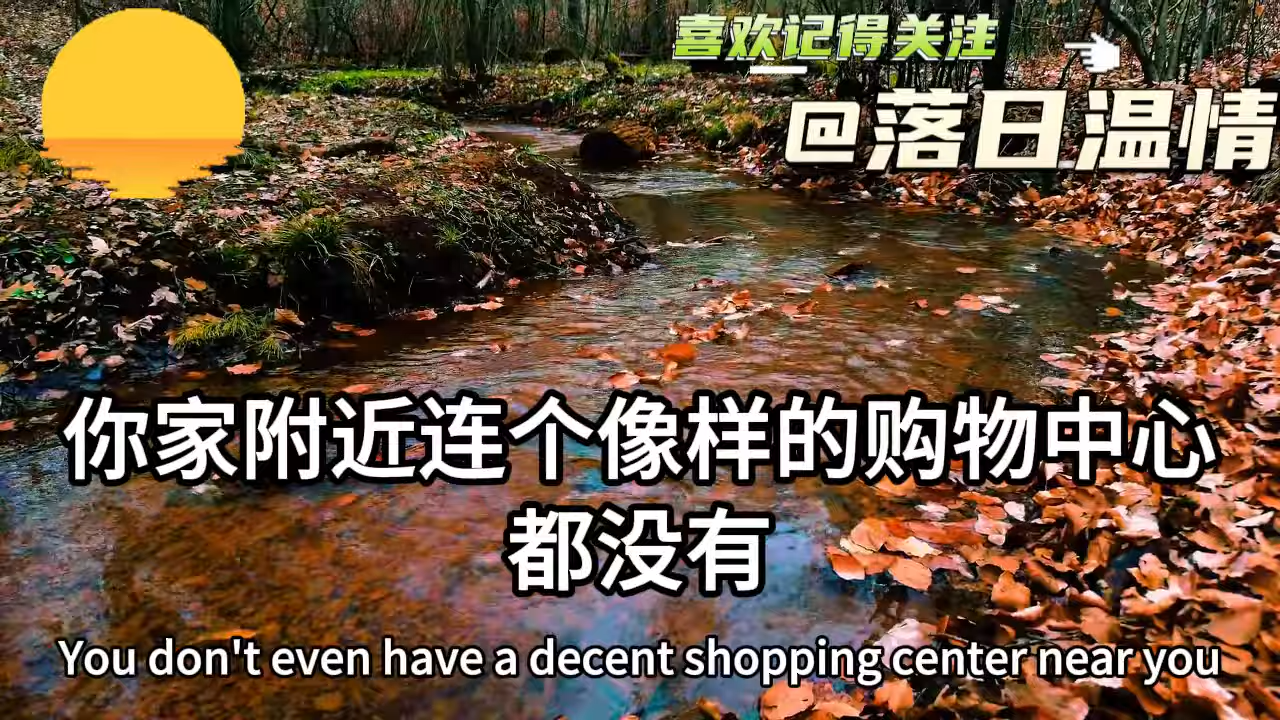 喜欢记得关注
@落日温情
你家附近连个像样的购物中心
都没有
You don't even have a decent shopping center near you